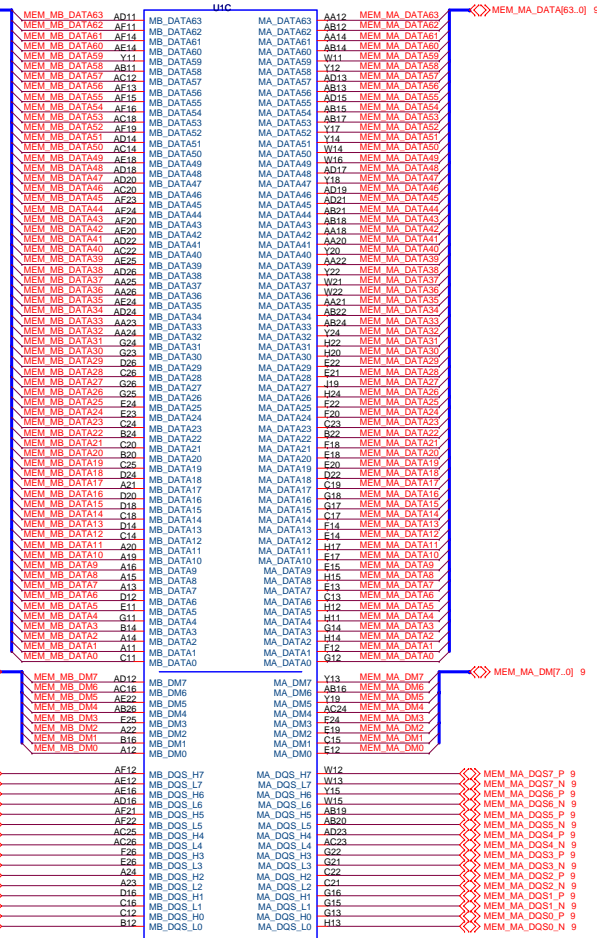 U1C
MEM_MA_DATA[63..0] 9
MEM_MB_DATA63 AD11 MB_DATA63 MA_DATA63 AA12 MEM_MA_DATA63
MEM_MB_DATA62 AF11 MB_DATA62 MA_DATA62 AB12 MEM_MA_DATA62
MEM_MB_DATA61 AF14 MB_DATA61 MA_DATA61 AA14 MEM_MA_DATA61
MEM_MB_DATA60 AE14 MB_DATA60 MA_DATA60 AB14 MEM_MA_DATA60
MEM_MB_DATA59 Y11 MB_DATA59 MA_DATA59 W11 MEM_MA_DATA59
MEM_MB_DATA58 AB11 MB_DATA58 MA_DATA58 Y12 MEM_MA_DATA58
MEM_MB_DATA57 AC12 MB_DATA57 MA_DATA57 AD13 MEM_MA_DATA57
MEM_MB_DATA56 AF13 MB_DATA56 MA_DATA56 AB13 MEM_MA_DATA56
MEM_MB_DATA55 AF15 MB_DATA55 MA_DATA55 AD15 MEM_MA_DATA55
MEM_MB_DATA54 AF16 MB_DATA54 MA_DATA54 AB15 MEM_MA_DATA54
MEM_MB_DATA53 AC18 MB_DATA53 MA_DATA53 AB17 MEM_MA_DATA53
MEM_MB_DATA52 AF19 MB_DATA52 MA_DATA52 Y17 MEM_MA_DATA52
MEM_MB_DATA51 AD14 MB_DATA51 MA_DATA51 Y14 MEM_MA_DATA51
MEM_MB_DATA50 AC14 MB_DATA50 MA_DATA50 W14 MEM_MA_DATA50
MEM_MB_DATA49 AE18 MB_DATA49 MA_DATA49 W16 MEM_MA_DATA49
MEM_MB_DATA48 AD18 MB_DATA48 MA_DATA48 AD17 MEM_MA_DATA48
MEM_MB_DATA47 AD20 MB_DATA47 MA_DATA47 Y18 MEM_MA_DATA47
MEM_MB_DATA46 AC20 MB_DATA46 MA_DATA46 AD19 MEM_MA_DATA46
MEM_MB_DATA45 AF23 MB_DATA45 MA_DATA45 AD21 MEM_MA_DATA45
MEM_MB_DATA44 AF24 MB_DATA44 MA_DATA44 AB21 MEM_MA_DATA44
MEM_MB_DATA43 AF20 MB_DATA43 MA_DATA43 AB18 MEM_MA_DATA43
MEM_MB_DATA42 AE20 MB_DATA42 MA_DATA42 AA18 MEM_MA_DATA42
MEM_MB_DATA41 AD22 MB_DATA41 MA_DATA41 AA20 MEM_MA_DATA41
MEM_MB_DATA40 AC22 MB_DATA40 MA_DATA40 Y20 MEM_MA_DATA40
MEM_MB_DATA39 AE25 MB_DATA39 MA_DATA39 AA22 MEM_MA_DATA39
MEM_MB_DATA38 AD26 MB_DATA38 MA_DATA38 Y22 MEM_MA_DATA38
MEM_MB_DATA37 AA25 MB_DATA37 MA_DATA37 W21 MEM_MA_DATA37
MEM_MB_DATA36 AA26 MB_DATA36 MA_DATA36 W22 MEM_MA_DATA36
MEM_MB_DATA35 AE24 MB_DATA35 MA_DATA35 AA21 MEM_MA_DATA35
MEM_MB_DATA34 AD24 MB_DATA34 MA_DATA34 AB22 MEM_MA_DATA34
MEM_MB_DATA33 AA23 MB_DATA33 MA_DATA33 AB24 MEM_MA_DATA33
MEM_MB_DATA32 AA24 MB_DATA32 MA_DATA32 Y24 MEM_MA_DATA32
MEM_MB_DATA31 G24 MB_DATA31 MA_DATA31 H22 MEM_MA_DATA31
MEM_MB_DATA30 G23 MB_DATA30 MA_DATA30 H20 MEM_MA_DATA30
MEM_MB_DATA29 D26 MB_DATA29 MA_DATA29 E22 MEM_MA_DATA29
MEM_MB_DATA28 C26 MB_DATA28 MA_DATA28 E21 MEM_MA_DATA28
MEM_MB_DATA27 G26 MB_DATA27 MA_DATA27 J19 MEM_MA_DATA27
MEM_MB_DATA26 G25 MB_DATA26 MA_DATA26 H24 MEM_MA_DATA26
MEM_MB_DATA25 E24 MB_DATA25 MA_DATA25 F22 MEM_MA_DATA25
MEM_MB_DATA24 E23 MB_DATA24 MA_DATA24 F20 MEM_MA_DATA24
MEM_MB_DATA23 C24 MB_DATA23 MA_DATA23 C23 MEM_MA_DATA23
MEM_MB_DATA22 B24 MB_DATA22 MA_DATA22 B22 MEM_MA_DATA22
MEM_MB_DATA21 C20 MB_DATA21 MA_DATA21 F18 MEM_MA_DATA21
MEM_MB_DATA20 B20 MB_DATA20 MA_DATA20 E18 MEM_MA_DATA20
MEM_MB_DATA19 C25 MB_DATA19 MA_DATA19 E20 MEM_MA_DATA19
MEM_MB_DATA18 D24 MB_DATA18 MA_DATA18 D22 MEM_MA_DATA18
MEM_MB_DATA17 A21 MB_DATA17 MA_DATA17 C19 MEM_MA_DATA17
MEM_MB_DATA16 D20 MB_DATA16 MA_DATA16 G18 MEM_MA_DATA16
MEM_MB_DATA15 D18 MB_DATA15 MA_DATA15 G17 MEM_MA_DATA15
MEM_MB_DATA14 C18 MB_DATA14 MA_DATA14 C17 MEM_MA_DATA14
MEM_MB_DATA13 D14 MB_DATA13 MA_DATA13 F14 MEM_MA_DATA13
MEM_MB_DATA12 C14 MB_DATA12 MA_DATA12 E14 MEM_MA_DATA12
MEM_MB_DATA11 A20 MB_DATA11 MA_DATA11 H17 MEM_MA_DATA11
MEM_MB_DATA10 A19 MB_DATA10 MA_DATA10 E17 MEM_MA_DATA10
MEM_MB_DATA9 A16 MB_DATA9 MA_DATA9 E15 MEM_MA_DATA9
MEM_MB_DATA8 A15 MB_DATA8 MA_DATA8 H15 MEM_MA_DATA8
MEM_MB_DATA7 A13 MB_DATA7 MA_DATA7 E13 MEM_MA_DATA7
MEM_MB_DATA6 D12 MB_DATA6 MA_DATA6 C13 MEM_MA_DATA6
MEM_MB_DATA5 E11 MB_DATA5 MA_DATA5 H12 MEM_MA_DATA5
MEM_MB_DATA4 G11 MB_DATA4 MA_DATA4 H11 MEM_MA_DATA4
MEM_MB_DATA3 B14 MB_DATA3 MA_DATA3 G14 MEM_MA_DATA3
MEM_MB_DATA2 A14 MB_DATA2 MA_DATA2 H14 MEM_MA_DATA2
MEM_MB_DATA1 A11 MB_DATA1 MA_DATA1 F12 MEM_MA_DATA1
MEM_MB_DATA0 C11 MB_DATA0 MA_DATA0 G12 MEM_MA_DATA0
MEM_MA_DM[7..0] 9
MEM_MB_DM7 AD12 MB_DM7 MA_DM7 Y13 MEM_MA_DM7
MEM_MB_DM6 AC16 MB_DM6 MA_DM6 AB16 MEM_MA_DM6
MEM_MB_DM5 AE22 MB_DM5 MA_DM5 Y19 MEM_MA_DM5
MEM_MB_DM4 AB26 MB_DM4 MA_DM4 AC24 MEM_MA_DM4
MEM_MB_DM3 E25 MB_DM3 MA_DM3 F24 MEM_MA_DM3
MEM_MB_DM2 A22 MB_DM2 MA_DM2 E19 MEM_MA_DM2
MEM_MB_DM1 B16 MB_DM1 MA_DM1 C15 MEM_MA_DM1
MEM_MB_DM0 A12 MB_DM0 MA_DM0 E12 MEM_MA_DM0
AF12 MB_DQS_H7 MA_DQS_H7 W12 MEM_MA_DQS7_P 9
AE12 MB_DQS_L7 MA_DQS_L7 W13 MEM_MA_DQS7_N 9
AE16 MB_DQS_H6 MA_DQS_H6 Y15 MEM_MA_DQS6_P 9
AD16 MB_DQS_L6 MA_DQS_L6 W15 MEM_MA_DQS6_N 9
AF21 MB_DQS_H5 MA_DQS_H5 AB19 MEM_MA_DQS5_P 9
AF22 MB_DQS_L5 MA_DQS_L5 AB20 MEM_MA_DQS5_N 9
AC25 MB_DQS_H4 MA_DQS_H4 AD23 MEM_MA_DQS4_P 9
AC26 MB_DQS_L4 MA_DQS_L4 AC23 MEM_MA_DQS4_N 9
F26 MB_DQS_H3 MA_DQS_H3 G22 MEM_MA_DQS3_P 9
E26 MB_DQS_L3 MA_DQS_L3 G21 MEM_MA_DQS3_N 9
A24 MB_DQS_H2 MA_DQS_H2 C22 MEM_MA_DQS2_P 9
A23 MB_DQS_L2 MA_DQS_L2 C21 MEM_MA_DQS2_N 9
D16 MB_DQS_H1 MA_DQS_H1 G16 MEM_MA_DQS1_P 9
C16 MB_DQS_L1 MA_DQS_L1 G15 MEM_MA_DQS1_N 9
C12 MB_DQS_H0 MA_DQS_H0 G13 MEM_MA_DQS0_P 9
B12 MB_DQS_L0 MA_DQS_L0 H13 MEM_MA_DQS0_N 9